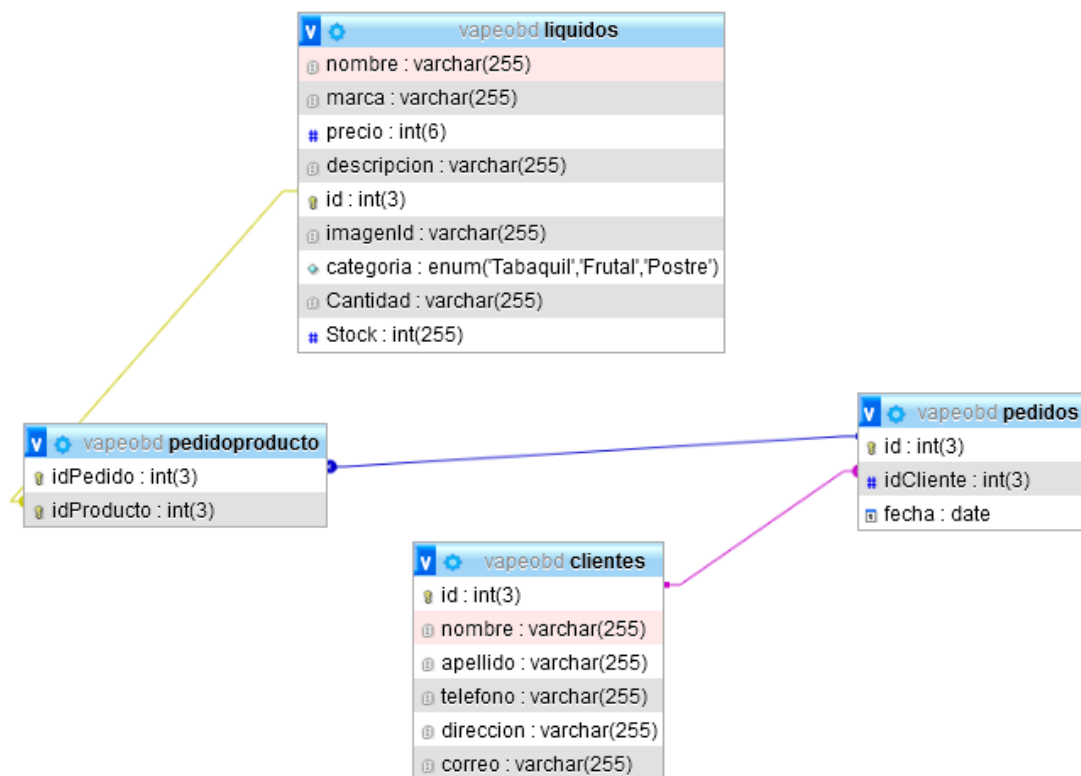 v vapeobd liquidos
nombre : varchar(255)
marca : varchar(255)
# precio : int(6)
descripcion : varchar(255)
id : int(3)
imagenId : varchar(255)
categoria : enum('Tabaquil','Frutal','Postre')
Cantidad : varchar(255)
# Stock : int(255)
v vapeobd pedidoproducto
idPedido : int(3)
idProducto : int(3)
v vapeobd pedidos
id : int(3)
# idCliente : int(3)
fecha : date
v vapeobd clientes
id : int(3)
nombre : varchar(255)
apellido : varchar(255)
telefono : varchar(255)
direccion : varchar(255)
correo : varchar(255)